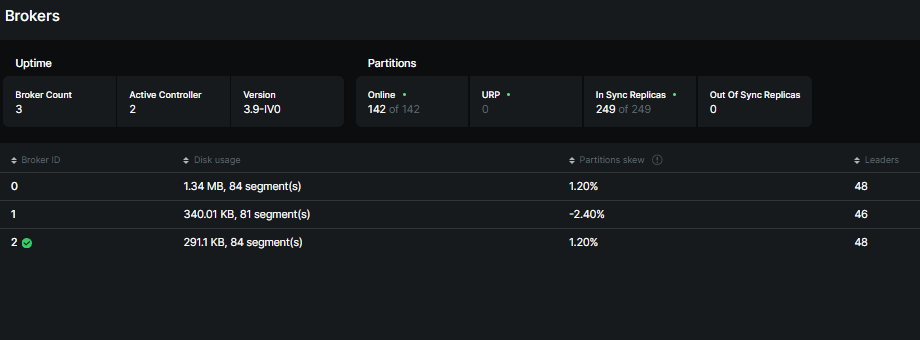 Brokers
Uptime
Partitions
Broker Count
Active Controller
Version
Online
URP
In Sync Replicas
Out Of Sync Replicas
3
2
3.9-IV0
142 of 142
0
249 of 249
0
Broker ID
Disk usage
Partitions skew
Leaders
0
1.34 MB, 84 segment(s)
1.20%
48
1
340.01 KB, 81 segment(s)
-2.40%
46
2
291.1 KB, 84 segment(s)
1.20%
48